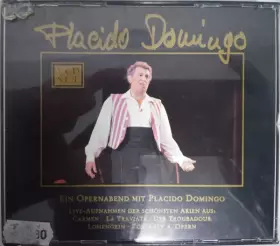 Placido Domingo
EIN OPERNABEND MIT PLACIDO DOMINGO
LIVE-AUFNAHMEN DER SCHÖNSTEN ARIEN AUS:
CARMEN · LA TRAVIATA · DER TROUBADOUR
LOHENGRIN · U. A. OPERN